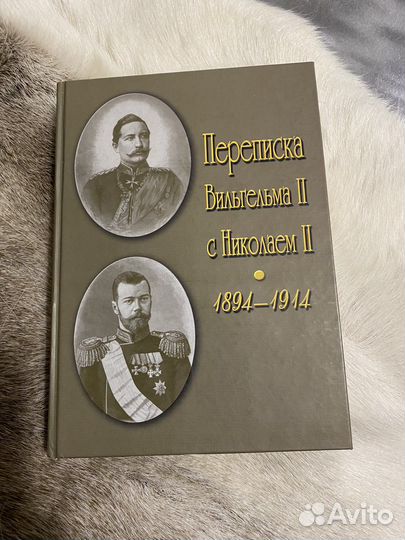 Переписка
Вильгельма II
с Николаем II
1894–1914
Avito